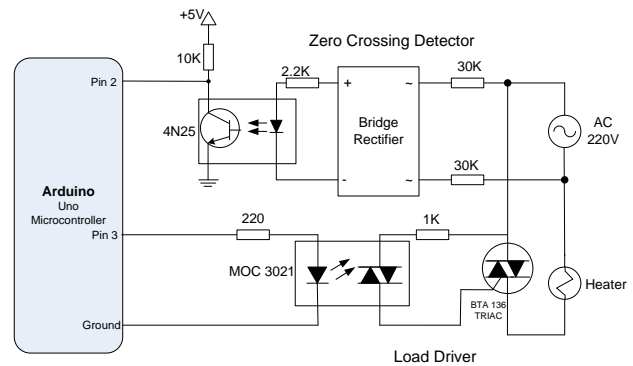 +5V
Zero Crossing Detector
10K
2.2K
30K
Pin 2
+
~
4N25
Bridge
Rectifier
AC
220V
-
~
30K
Arduino
Uno
Microcontroller
Pin 3
220
1K
MOC 3021
BTA 136
TRIAC
Heater
Ground
Load Driver